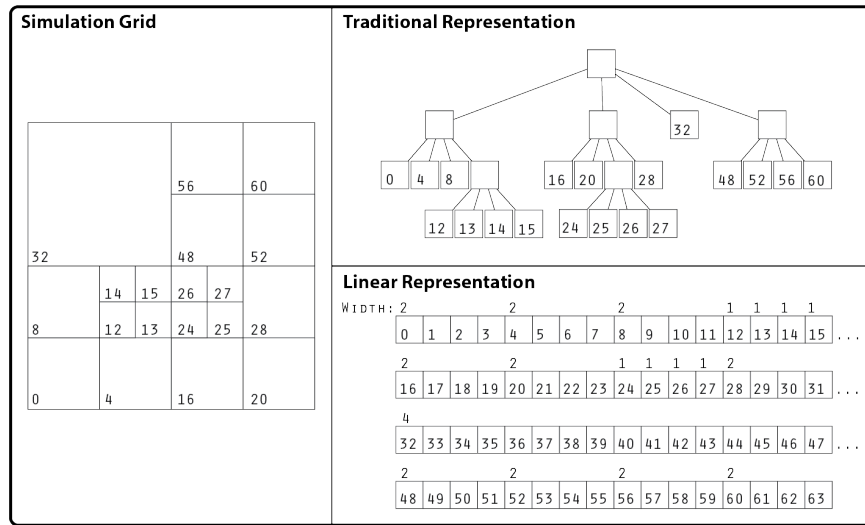 Simulation Grid
56 60
32 48 52
14 15 26 27
8 12 13 24 25 28
0 4 16 20
Traditional Representation
32
0 4 8 16 20 28 48 52 56 60
12 13 14 15 24 25 26 27
Linear Representation
WIDTH: 2 2 2 1 1 1 1
0 1 2 3 4 5 6 7 8 9 10 11 12 13 14 15 ...
2 2 1 1 1 1 2
16 17 18 19 20 21 22 23 24 25 26 27 28 29 30 31 ...
4
32 33 34 35 36 37 38 39 40 41 42 43 44 45 46 47 ...
2 2 2 2
48 49 50 51 52 53 54 55 56 57 58 59 60 61 62 63